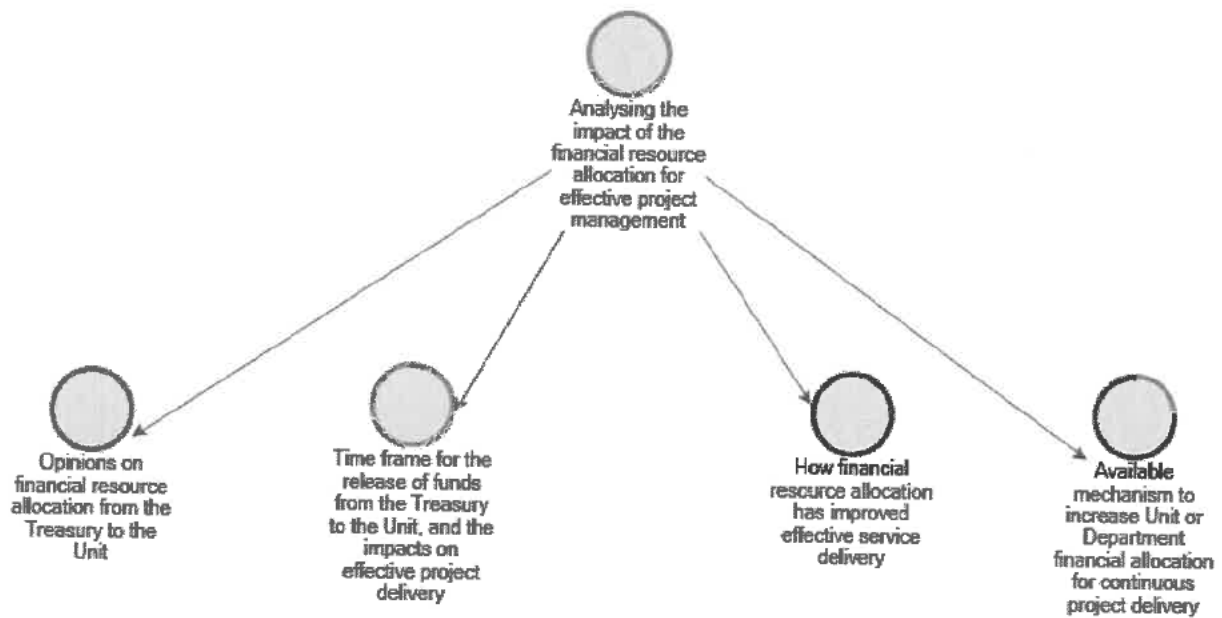 Analysing the
impact of the
financial resource
allocation for
effective project
management
Opinions on
financial resource
allocation from the
Treasury to the
Unit
Time frame for the
release of funds
from the Treasury
to the Unit, and the
impacts on
effective project
delivery
How financial
resource allocation
has improved
effective service
delivery
Available
mechanism to
increase Unit or
Department
financial allocation
for continuous
project delivery